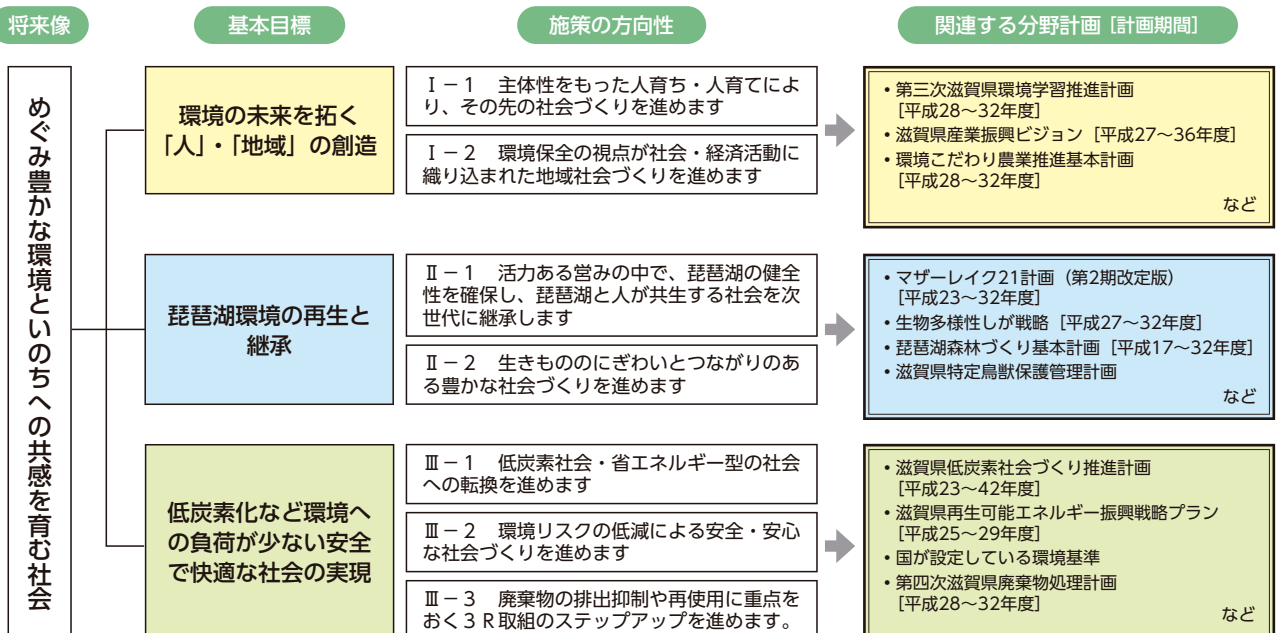 将来像
基本目標
施策の方向性
関連する分野計画［計画期間］
めぐみ豊かな環境といのちへの共感を育む社会
環境の未来を拓く
「人」・「地域」の創造
Ⅰ－1　主体性をもった人育ち・人育てによ
り、その先の社会づくりを進めます
Ⅰ－2　環境保全の視点が社会・経済活動に
織り込まれた地域社会づくりを進めます
・第三次滋賀県環境学習推進計画
［平成28～32年度］
・滋賀県産業振興ビジョン［平成27～36年度］
・環境こだわり農業推進基本計画
［平成28～32年度］
など
琵琶湖環境の再生と
継承
Ⅱ－1　活力ある営みの中で、琵琶湖の健全
性を確保し、琵琶湖と人が共生する社会を次
世代に継承します
Ⅱ－2　生きもののにぎわいとつながりのあ
る豊かな社会づくりを進めます
・マザーレイク21計画（第2期改定版）
［平成23～32年度］
・生物多様性しが戦略［平成27～32年度］
・琵琶湖森林づくり基本計画［平成17～32年度］
・滋賀県特定鳥獣保護管理計画
など
低炭素化など環境へ
の負荷が少ない安全
で快適な社会の実現
Ⅲ－1　低炭素社会・省エネルギー型の社会
への転換を進めます
Ⅲ－2　環境リスクの低減による安全・安心
な社会づくりを進めます
Ⅲ－3　廃棄物の排出抑制や再使用に重点を
おく3R取組のステップアップを進めます。
・滋賀県低炭素社会づくり推進計画
［平成23～42年度］
・滋賀県再生可能エネルギー振興戦略プラン
［平成25～29年度］
・国が設定している環境基準
・第四次滋賀県廃棄物処理計画
［平成28～32年度］
など